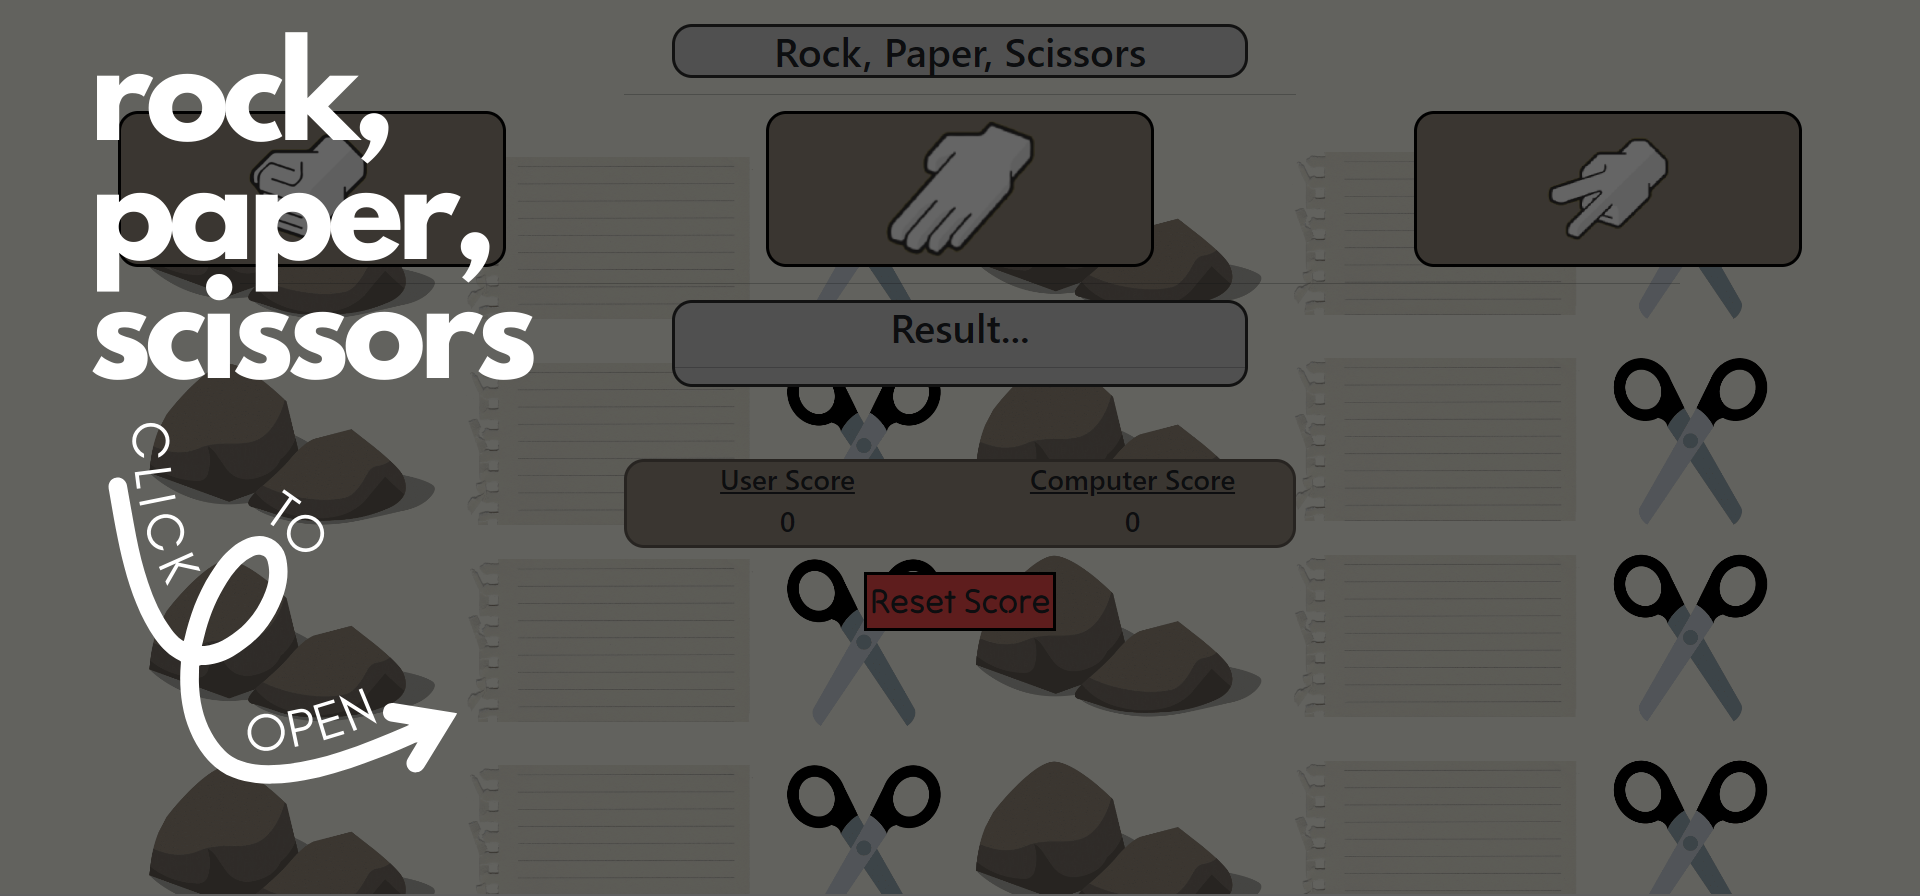 rock,
paper,
scissors
CLICK
TO
OPEN
Rock, Paper, Scissors
Result...
User Score
Computer Score
0
0
Reset Score